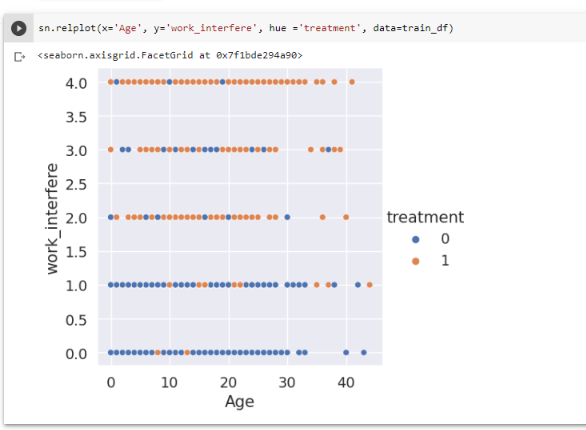 sn.relplot(x='Age', y='work_interfere', hue ='treatment', data=train_df)
<seaborn.axisgrid.FacetGrid at 0x7f1bde294a90>
4.0
3.5
3.0
2.5
2.0
1.5
1.0
0.5
0.0
work_interfere
treatment
0
1
0 10 20 30 40
Age